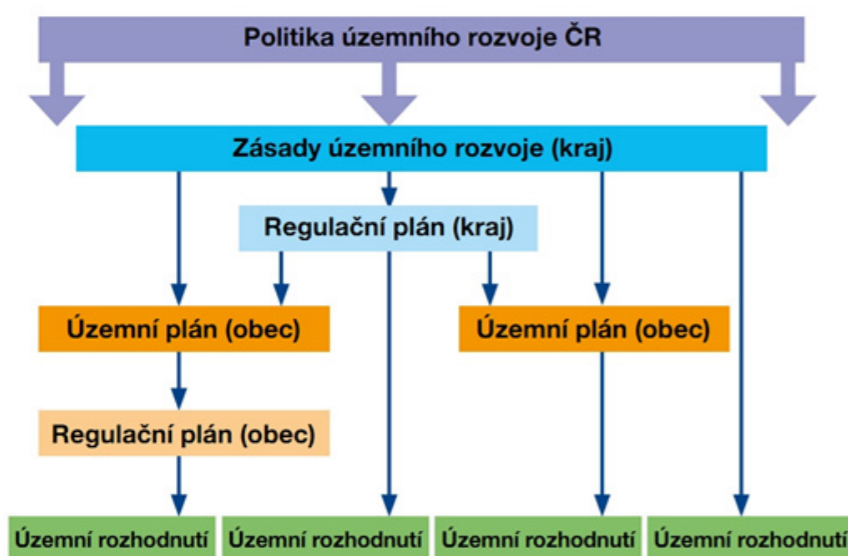 Politika územního rozvoje ČR
Zásady územního rozvoje (kraj)
Regulační plán (kraj)
Územní plán (obec)
Územní plán (obec)
Regulační plán (obec)
Územní rozhodnutí
Územní rozhodnutí
Územní rozhodnutí
Územní rozhodnutí